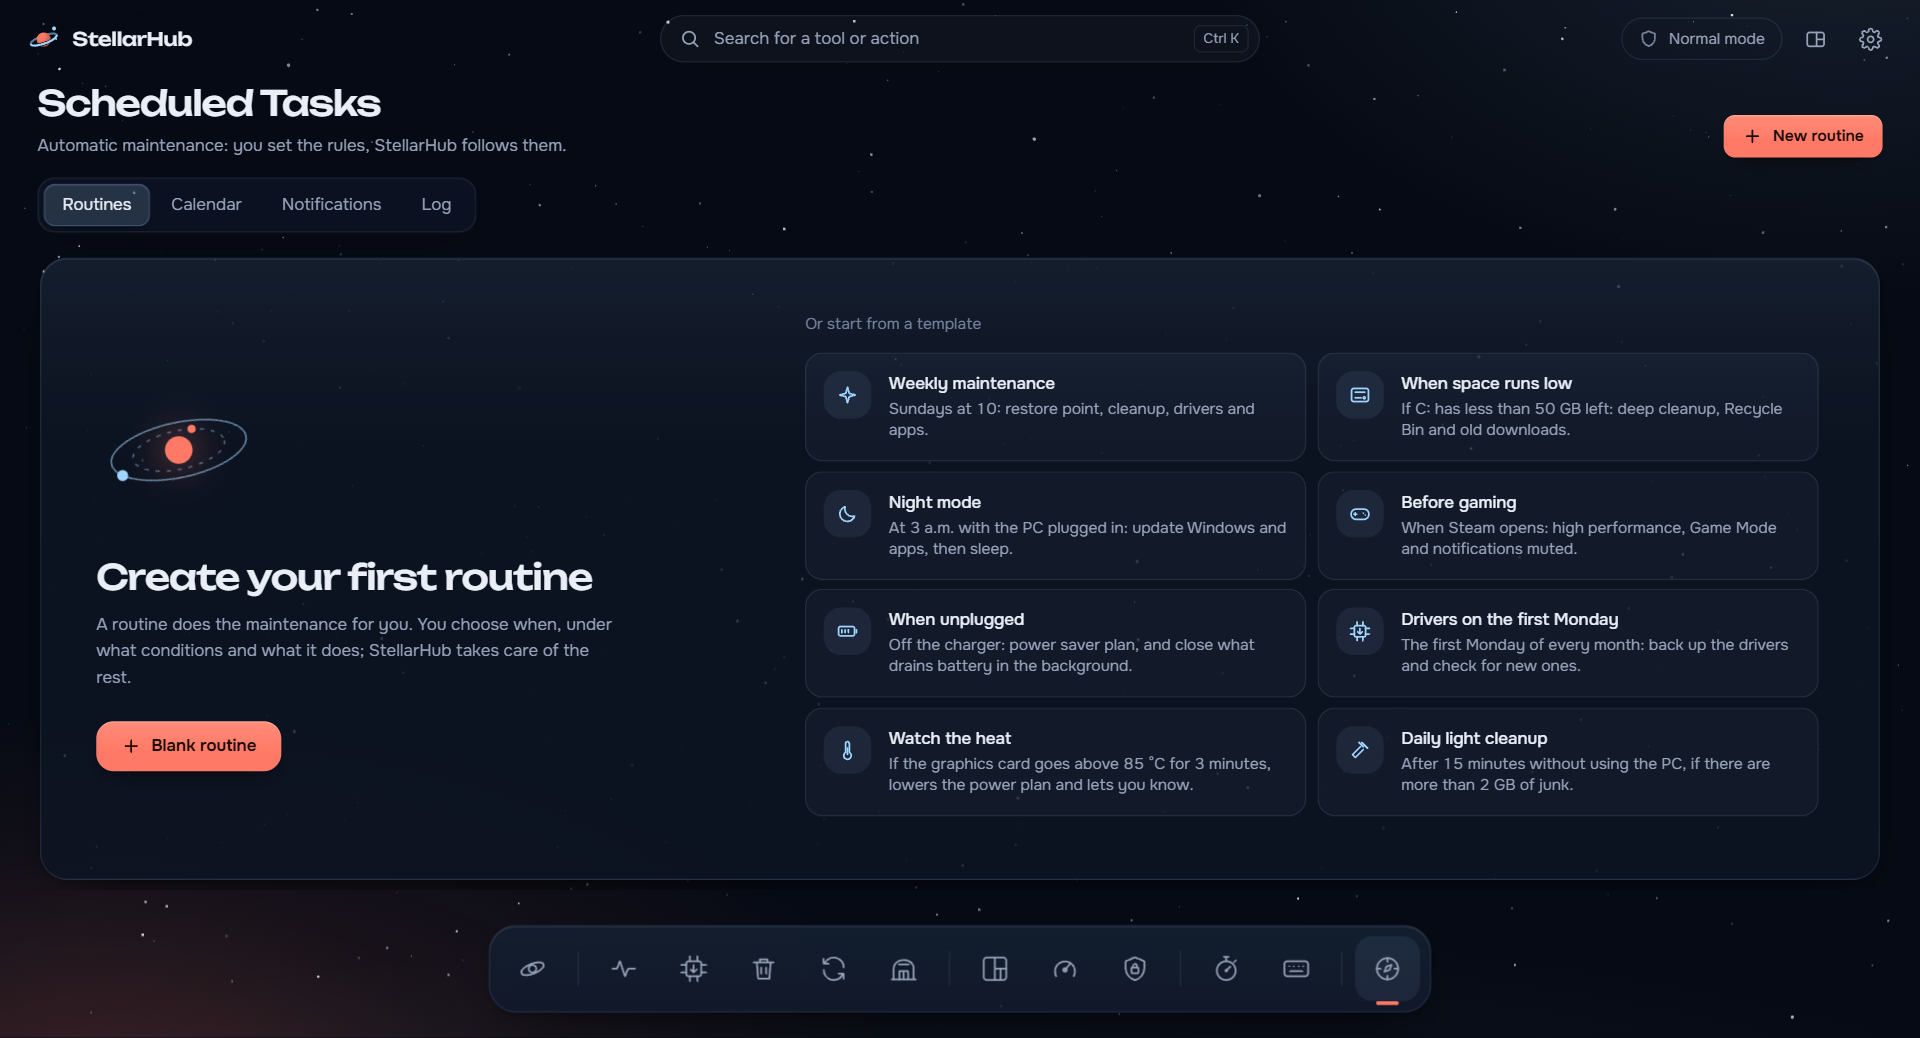 StellarHub
Search for a tool or action
Ctrl K
Normal mode
Scheduled Tasks
Automatic maintenance: you set the rules, StellarHub follows them.
New routine
Routines
Calendar
Notifications
Log
Create your first routine
A routine does the maintenance for you. You choose when, under
what conditions and what it does; StellarHub takes care of the
rest.
Blank routine
Or start from a template
Weekly maintenance
Sundays at 10: restore point, cleanup, drivers and
apps.
When space runs low
If C: has less than 50 GB left: deep cleanup, Recycle
Bin and old downloads.
Night mode
At 3 a.m. with the PC plugged in: update Windows and
apps, then sleep.
Before gaming
When Steam opens: high performance, Game Mode
and notifications muted.
When unplugged
Off the charger: power saver plan, and close what
drains battery in the background.
Drivers on the first Monday
The first Monday of every month: back up the drivers
and check for new ones.
Watch the heat
If the graphics card goes above 85 °C for 3 minutes,
lowers the power plan and lets you know.
Daily light cleanup
After 15 minutes without using the PC, if there are
more than 2 GB of junk.